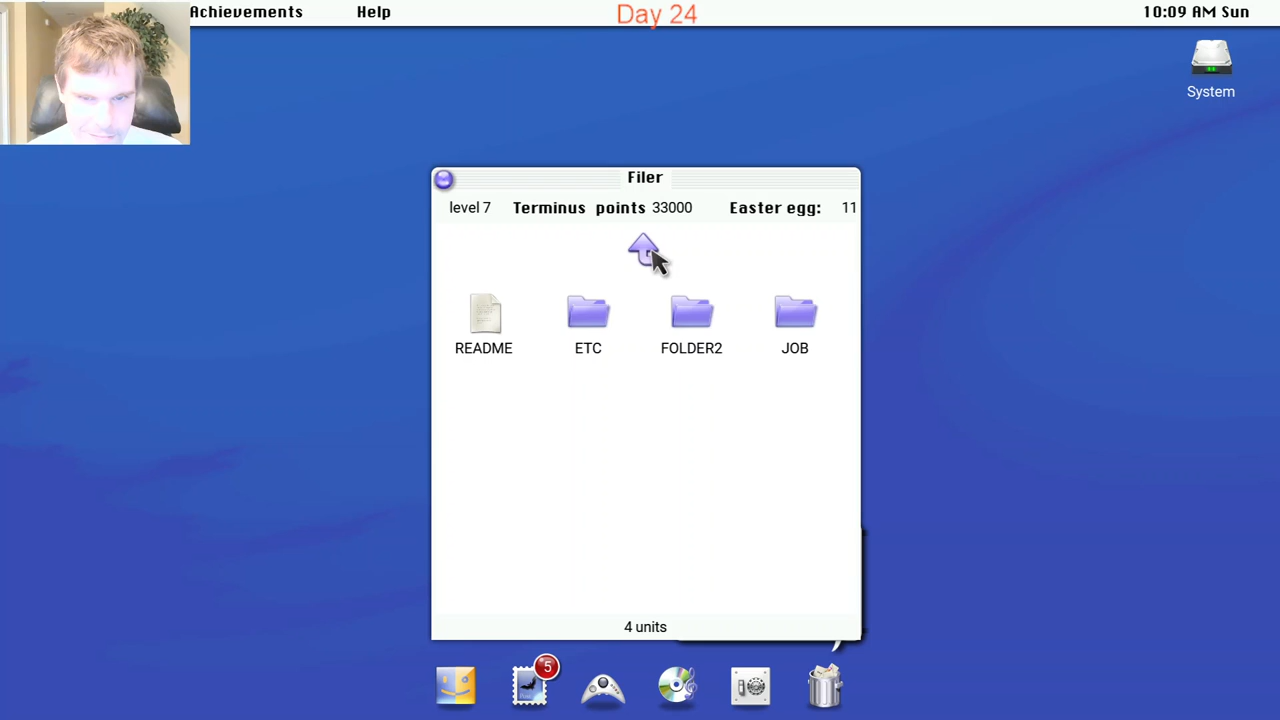 Achievements Help Day 24 10:09 AM Sun
System
Filer
level 7 Terminus points 33000 Easter egg: 11
README ETC FOLDER2 JOB
4 units
5